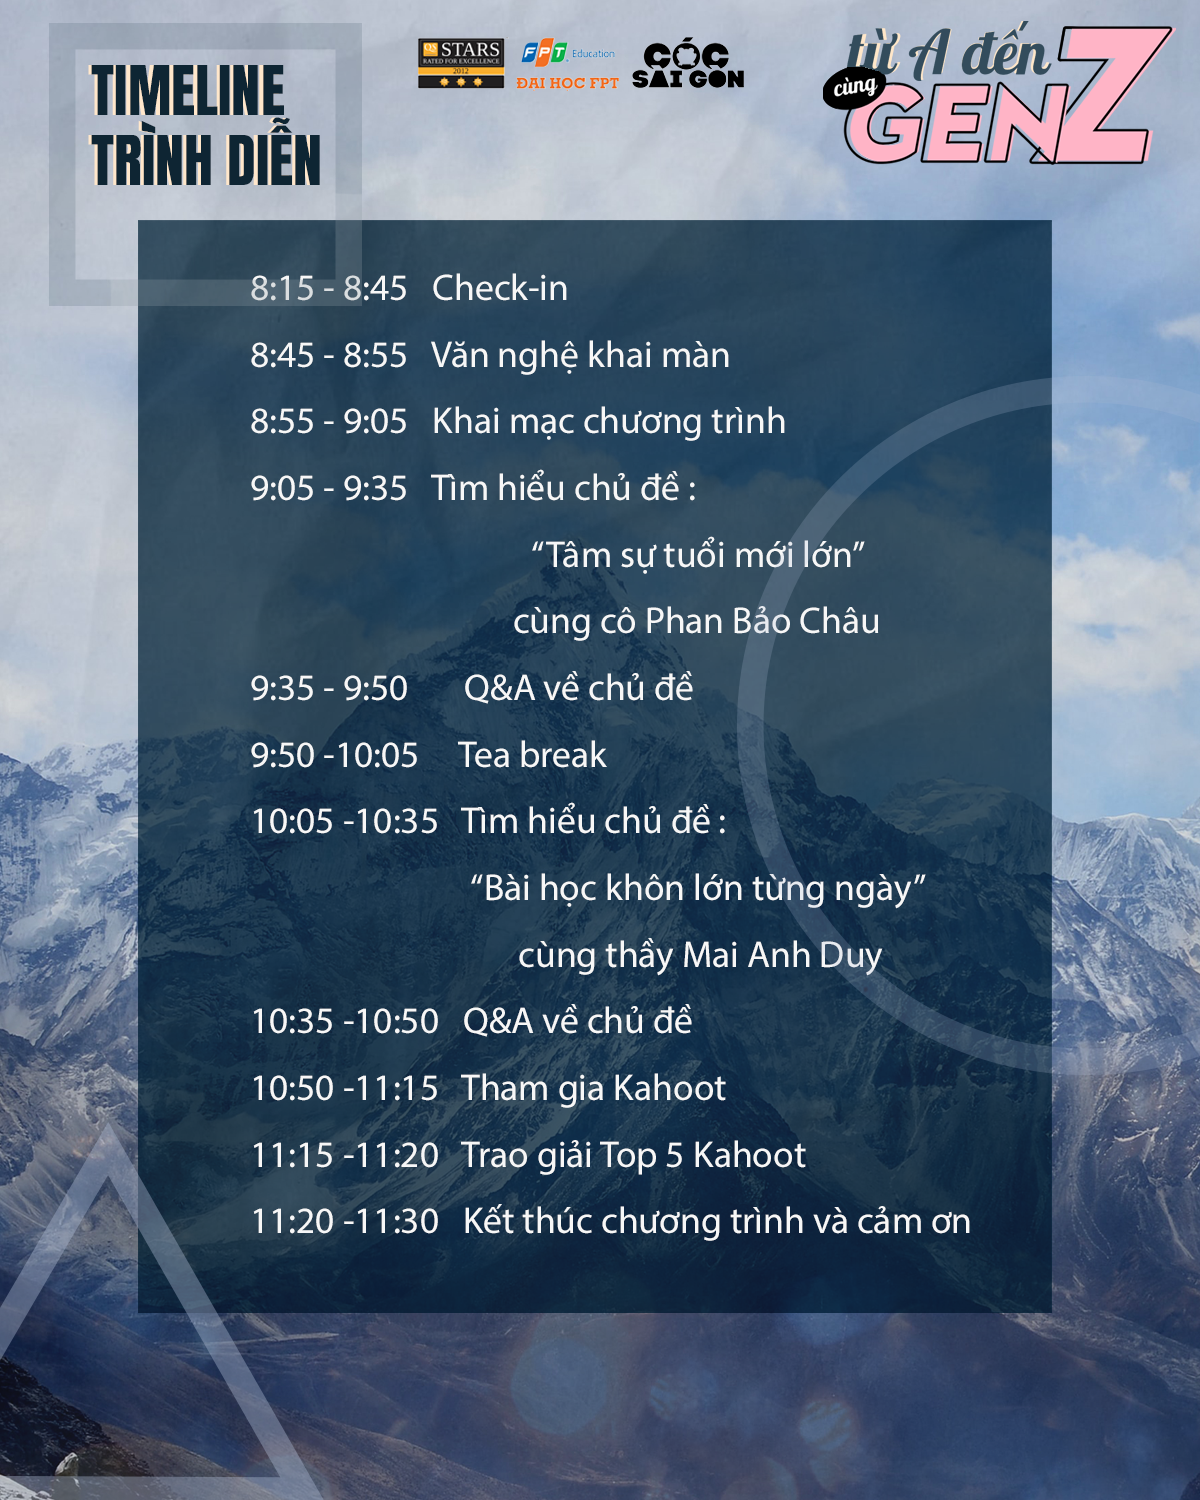 TIMELINE
TRÌNH DIỄN
QS STARS
RATED FOR EXCELLENCE
2012
FPT Education
ĐẠI HỌC FPT
CÓC
SÀI GÒN
từ A đến Z
cùng
GEN
8:15 - 8:45 Check-in
8:45 - 8:55 Văn nghệ khai màn
8:55 - 9:05 Khai mạc chương trình
9:05 - 9:35 Tìm hiểu chủ đề :
“Tâm sự tuổi mới lớn”
cùng cô Phan Bảo Châu
9:35 - 9:50 Q&A về chủ đề
9:50 -10:05 Tea break
10:05 -10:35 Tìm hiểu chủ đề :
“Bài học khôn lớn từng ngày”
cùng thầy Mai Anh Duy
10:35 -10:50 Q&A về chủ đề
10:50 -11:15 Tham gia Kahoot
11:15 -11:20 Trao giải Top 5 Kahoot
11:20 -11:30 Kết thúc chương trình và cảm ơn